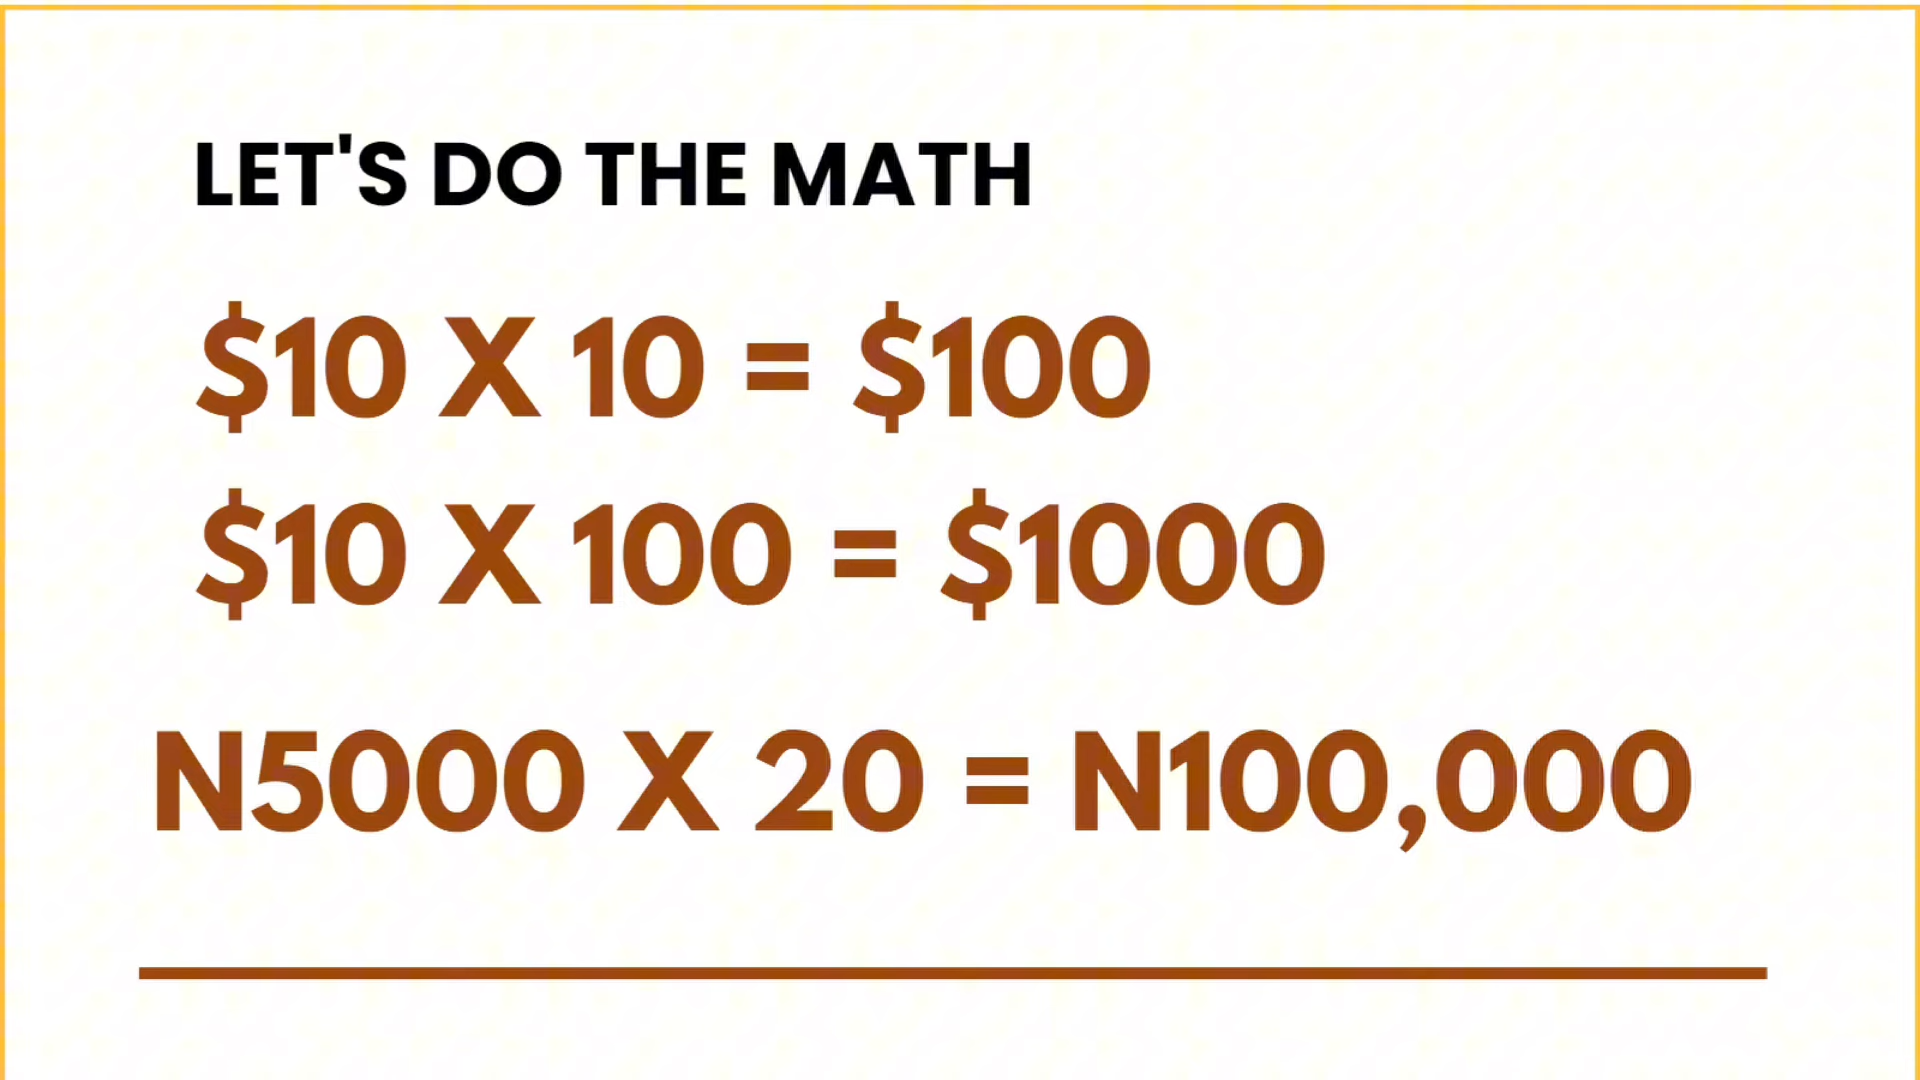 LET'S DO THE MATH
$10 X 10 = $100
$10 X 100 = $1000
N5000 X 20 = N100,000